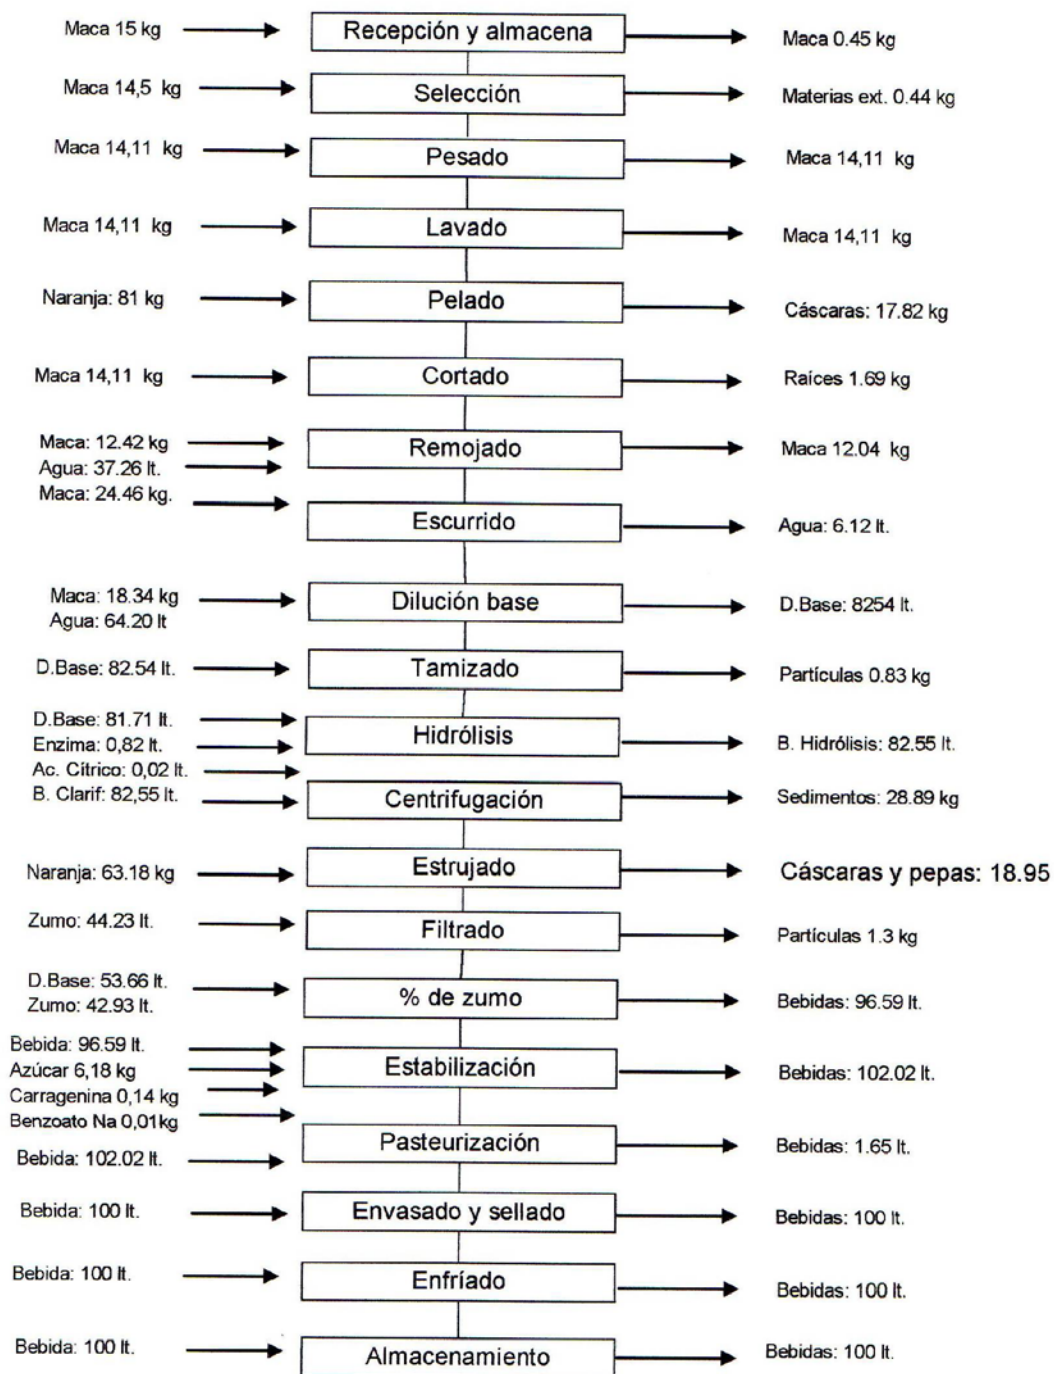 Maca 15 kg
Recepción y almacena
Maca 0.45 kg
Maca 14,5 kg
Selección
Materias ext. 0.44 kg
Maca 14,11 kg
Pesado
Maca 14,11 kg
Maca 14,11 kg
Lavado
Maca 14,11 kg
Naranja: 81 kg
Pelado
Cáscaras: 17.82 kg
Maca 14,11 kg
Cortado
Raíces 1.69 kg
Maca: 12.42 kg
Agua: 37.26 lt.
Remojado
Maca 12.04 kg
Maca: 24.46 kg.
Escurrido
Agua: 6.12 lt.
Maca: 18.34 kg
Agua: 64.20 lt
Dilución base
D.Base: 8254 lt.
D.Base: 82.54 lt.
Tamizado
Partículas 0.83 kg
D.Base: 81.71 lt.
Enzima: 0,82 lt.
Ac. Cítrico: 0,02 lt.
Hidrólisis
B. Hidrólisis: 82.55 lt.
B. Clarif: 82,55 lt.
Centrifugación
Sedimentos: 28.89 kg
Naranja: 63.18 kg
Estrujado
Cáscaras y pepas: 18.95
Zumo: 44.23 lt.
Filtrado
Partículas 1.3 kg
D.Base: 53.66 lt.
Zumo: 42.93 lt.
% de zumo
Bebidas: 96.59 lt.
Bebida: 96.59 lt.
Azúcar 6,18 kg
Carragenina 0,14 kg
Benzoato Na 0,01kg
Estabilización
Bebidas: 102.02 lt.
Bebida: 102.02 lt.
Pasteurización
Bebidas: 1.65 lt.
Bebida: 100 lt.
Envasado y sellado
Bebidas: 100 lt.
Bebida: 100 lt.
Enfríado
Bebidas: 100 lt.
Bebida: 100 lt.
Almacenamiento
Bebidas: 100 lt.